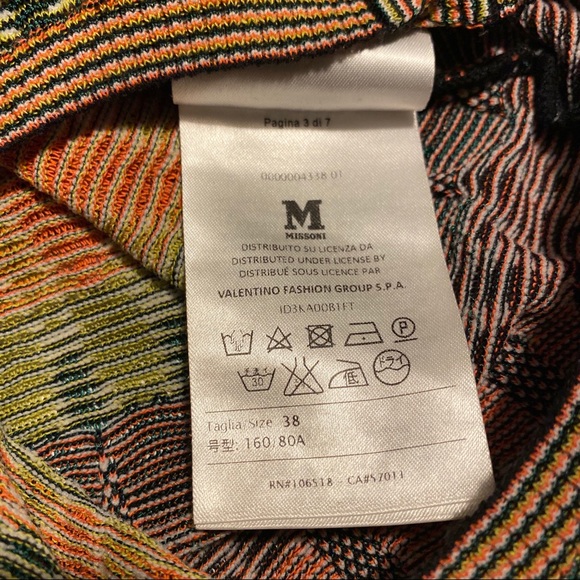 Pagina 3 di 7
0000004338 01
M
MISSONI
DISTRIBUITO SU LICENZA DA
DISTRIBUTED UNDER LICENSE BY
DISTRIBUÉ SOUS LICENCE PAR
VALENTINO FASHION GROUP S.P.A.
ID3KA00B1FT
P
30 低 ドライ
Taglia/Size 38
号型: 160/80A
RN#106518 - CA#57011